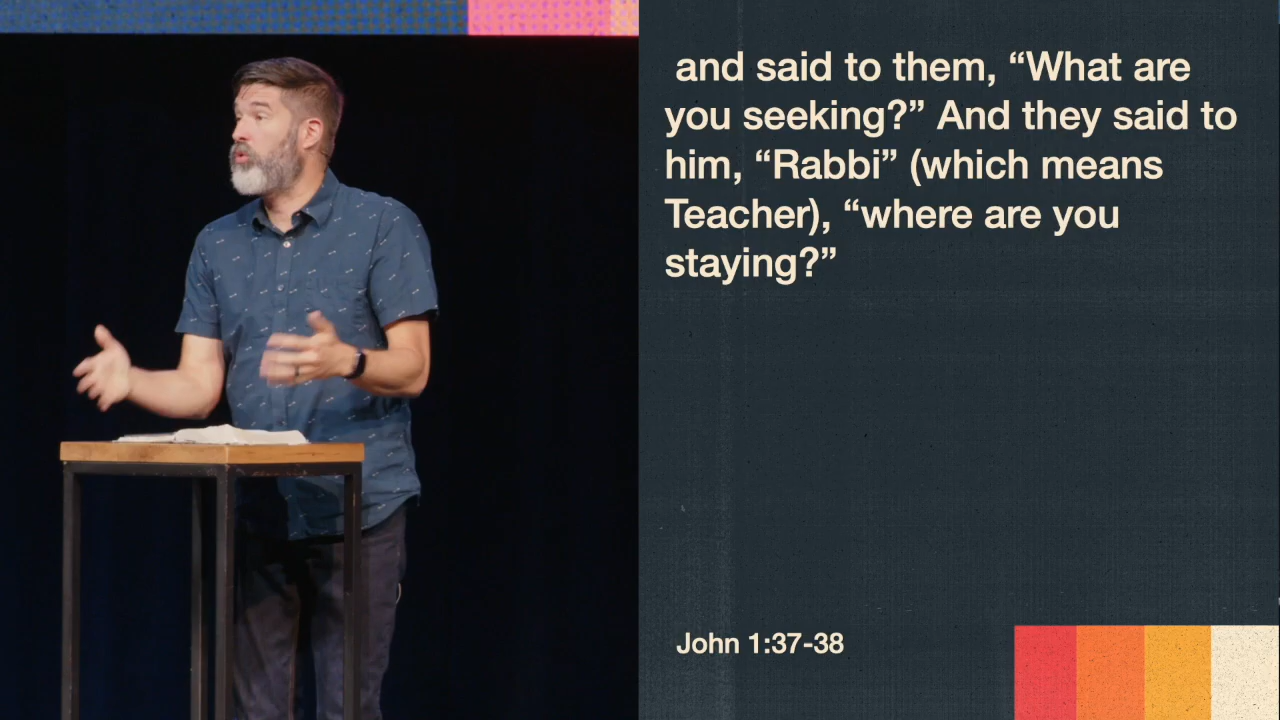 and said to them, “What are
you seeking?” And they said to
him, “Rabbi” (which means
Teacher), “where are you
staying?”
John 1:37-38